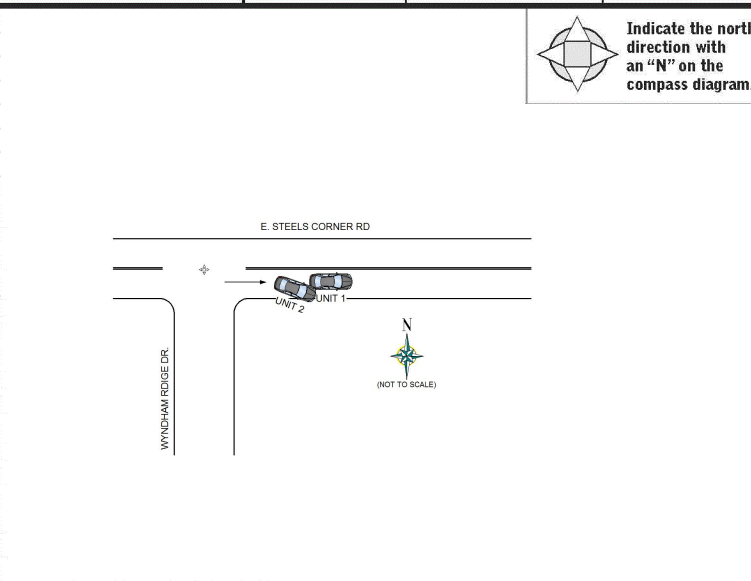 Indicate the north
direction with
an “N” on the
compass diagram.
E. STEELS CORNER RD
UNIT 2
UNIT 1
N
(NOT TO SCALE)
WYNDHAM RDIGE DR.